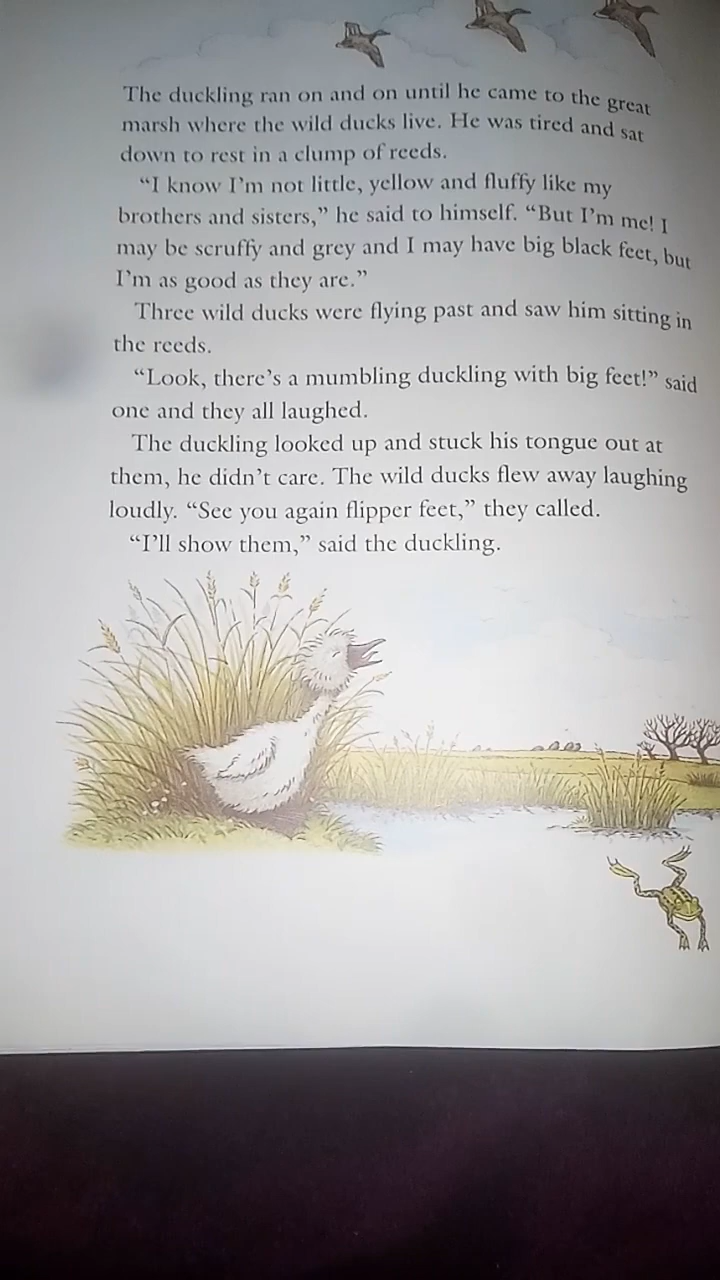 The duckling ran on and on until he came to the great
marsh where the wild ducks live. He was tired and sat
down to rest in a clump of reeds.
“I know I’m not little, yellow and fluffy like my
brothers and sisters,” he said to himself. “But I’m me! I
may be scruffy and grey and I may have big black feet, but
I’m as good as they are.”
Three wild ducks were flying past and saw him sitting in
the reeds.
“Look, there’s a mumbling duckling with big feet!” said
one and they all laughed.
The duckling looked up and stuck his tongue out at
them, he didn’t care. The wild ducks flew away laughing
loudly. “See you again flipper feet,” they called.
“I’ll show them,” said the duckling.